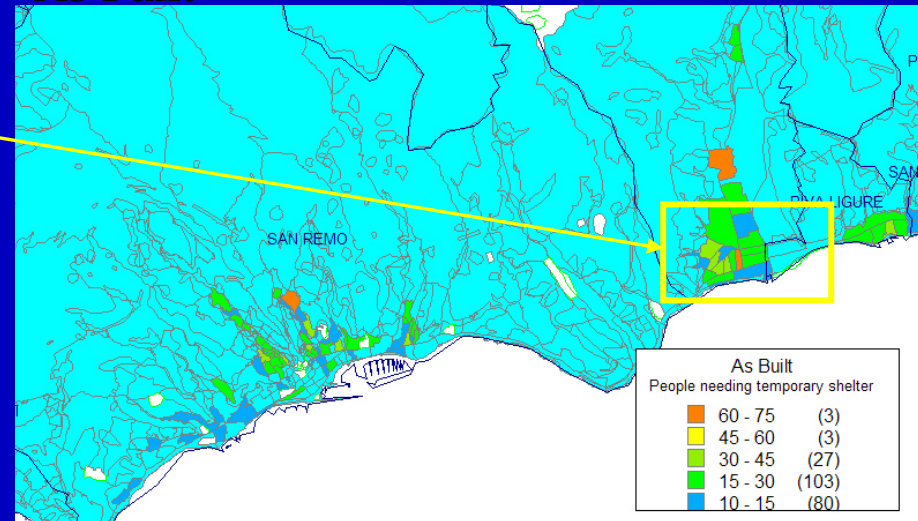 SAN
RIVA LIGURE
SAN REMO
As Built
People needing temporary shelter
60 - 75 (3)
45 - 60 (3)
30 - 45 (27)
15 - 30 (103)
10 - 15 (80)